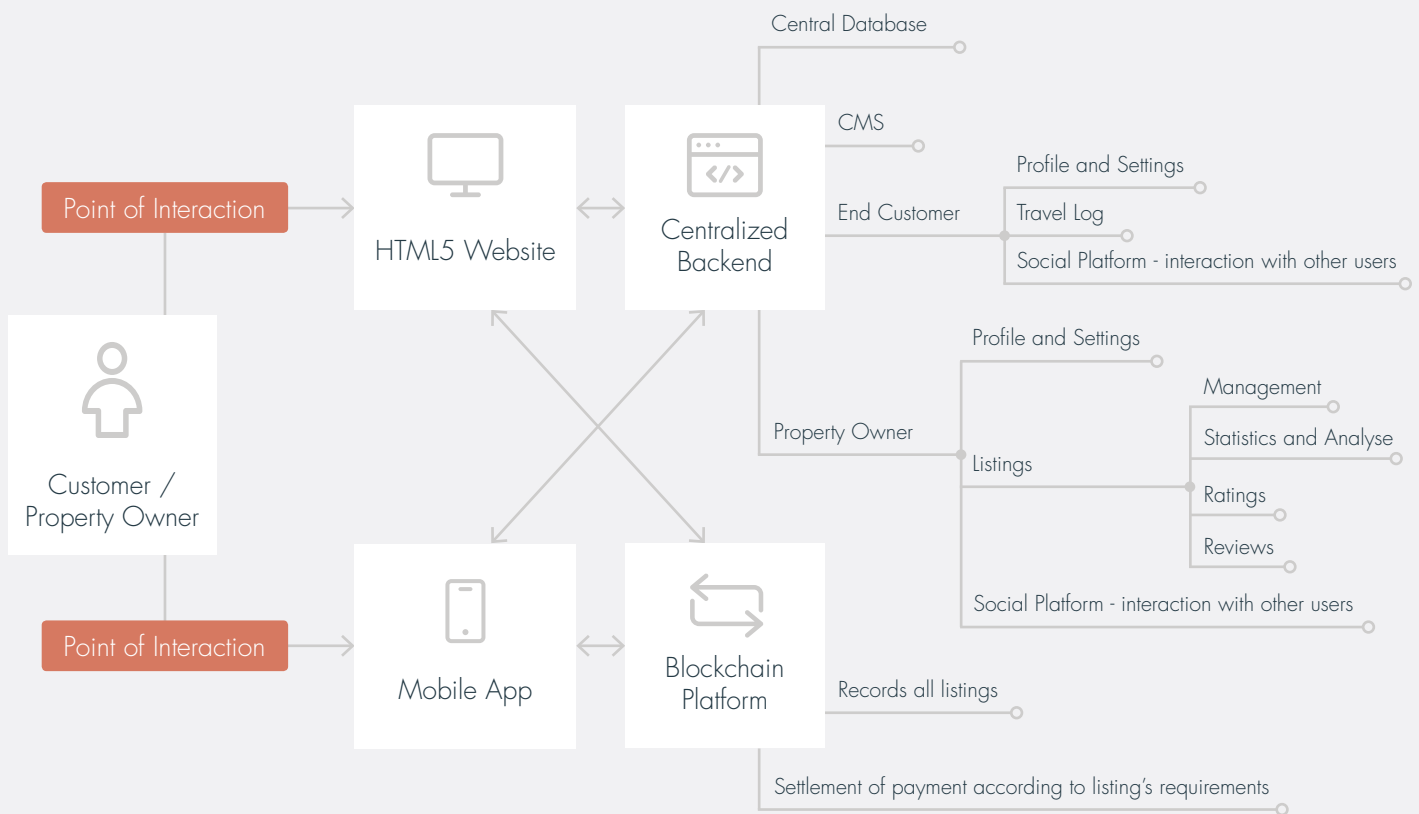 Central Database
CMS
Profile and Settings
Point of Interaction
HTML5 Website
Centralized
Backend
End Customer
Travel Log
Social Platform - interaction with other users
Profile and Settings
Management
Property Owner
Statistics and Analyse
Listings
Customer /
Property Owner
Ratings
Reviews
Social Platform - interaction with other users
Point of Interaction
Mobile App
Blockchain
Platform
Records all listings
Settlement of payment according to listing's requirements